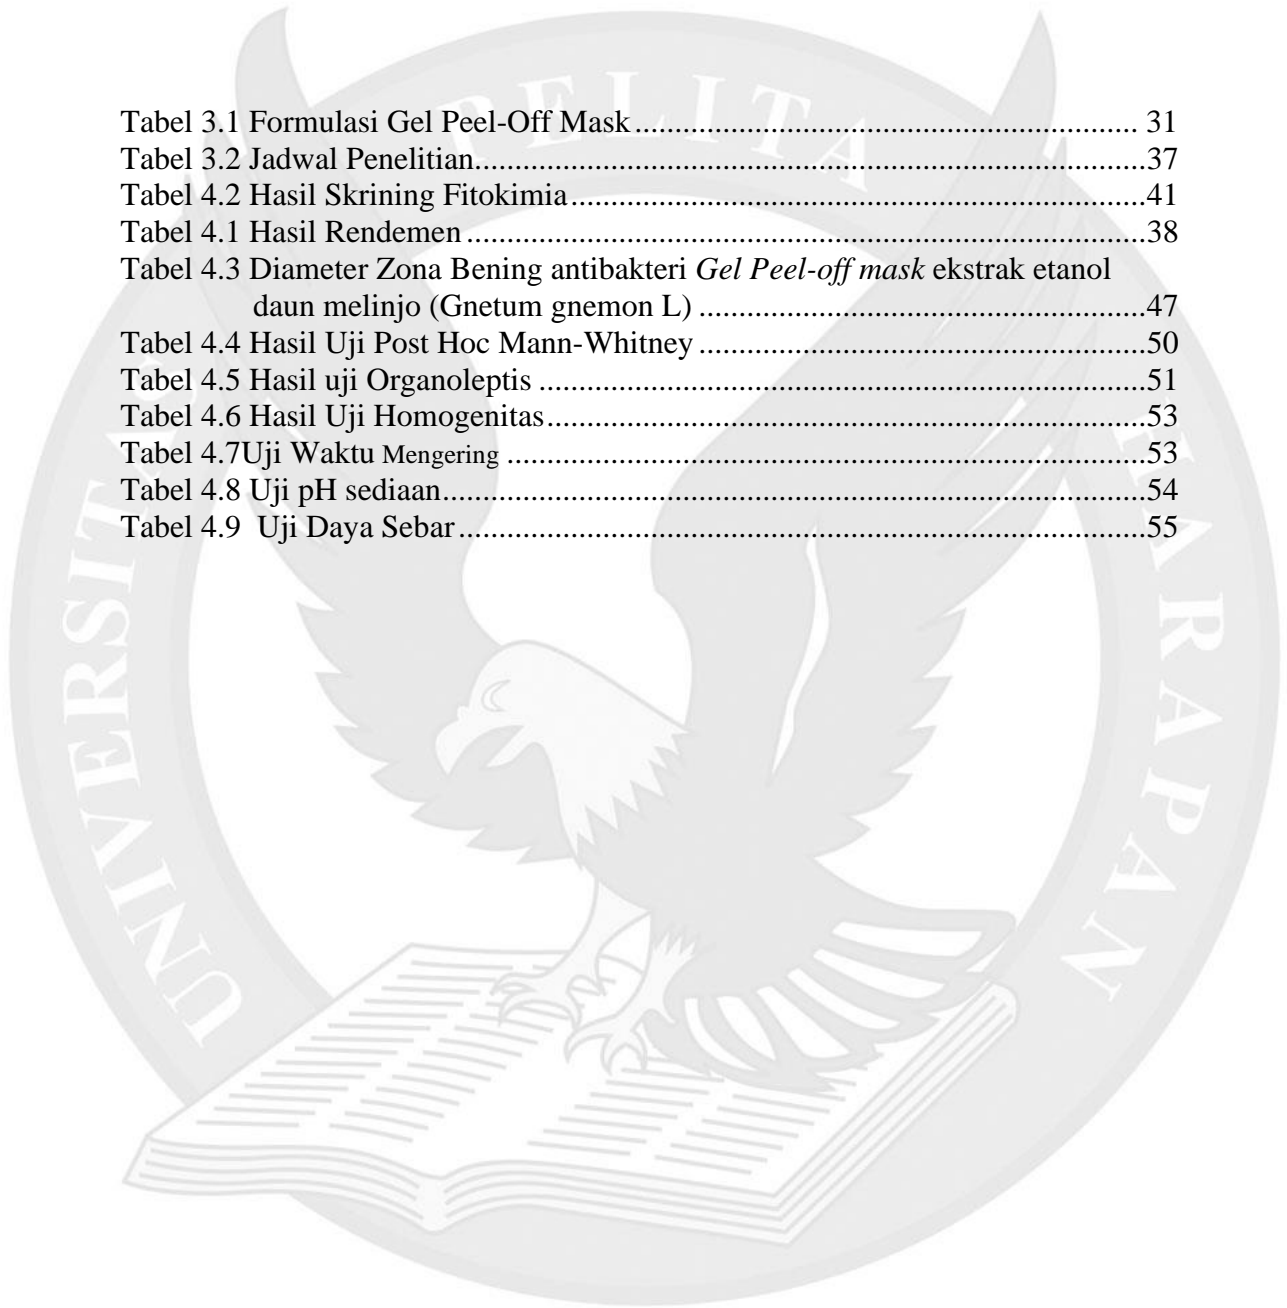 Tabel 3.1 Formulasi Gel Peel-Off Mask.............................................................. 31
Tabel 3.2 Jadwal Penelitian..................................................................................37
Tabel 4.2 Hasil Skrining Fitokimia......................................................................41
Tabel 4.1 Hasil Rendemen...................................................................................38
Tabel 4.3 Diameter Zona Bening antibakteri Gel Peel-off mask ekstrak etanol
daun melinjo (Gnetum gnemon L).......................................................47
Tabel 4.4 Hasil Uji Post Hoc Mann-Whitney.......................................................50
Tabel 4.5 Hasil uji Organoleptis..........................................................................51
Tabel 4.6 Hasil Uji Homogenitas.........................................................................53
Tabel 4.7Uji Waktu Mengering..............................................................................53
Tabel 4.8 Uji pH sediaan......................................................................................54
Tabel 4.9  Uji Daya Sebar...................................................................................55
UNIVERSITAS PELITA HARAPAN